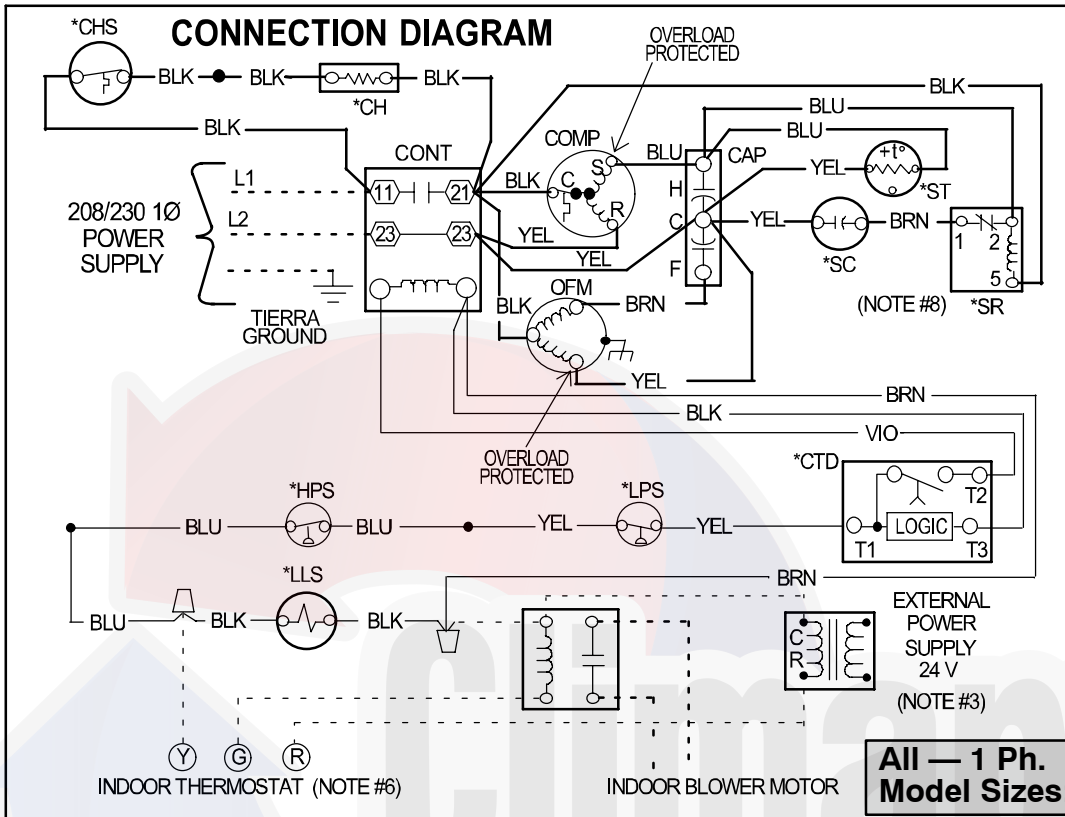 *CHS
CONNECTION DIAGRAM
OVERLOAD
PROTECTED
BLK
BLK
BLK
BLK
*CH
BLK
BLU
BLU
BLK
COMP
BLU
CAP
YEL
+t°
*ST
CONT
S
C
R
H
C
F
L1
11
21
BLK
YEL
BRN
1
2
5
*SC
208/230 1Ø
POWER
SUPPLY
L2
23
23
YEL
YEL
(NOTE #8)
*SR
TIERRA
GROUND
OFM
BLK
BRN
YEL
BRN
BLK
VIO
OVERLOAD
PROTECTED
*CTD
T2
LOGIC
T1
T3
*HPS
*LPS
BLU
BLU
YEL
YEL
*LLS
BRN
BLU
BLK
BLK
C
R
EXTERNAL
POWER
SUPPLY
24 V
(NOTE #3)
Climan
Y
G
R
INDOOR THERMOSTAT (NOTE #6)
INDOOR BLOWER MOTOR
All — 1 Ph.
Model Sizes